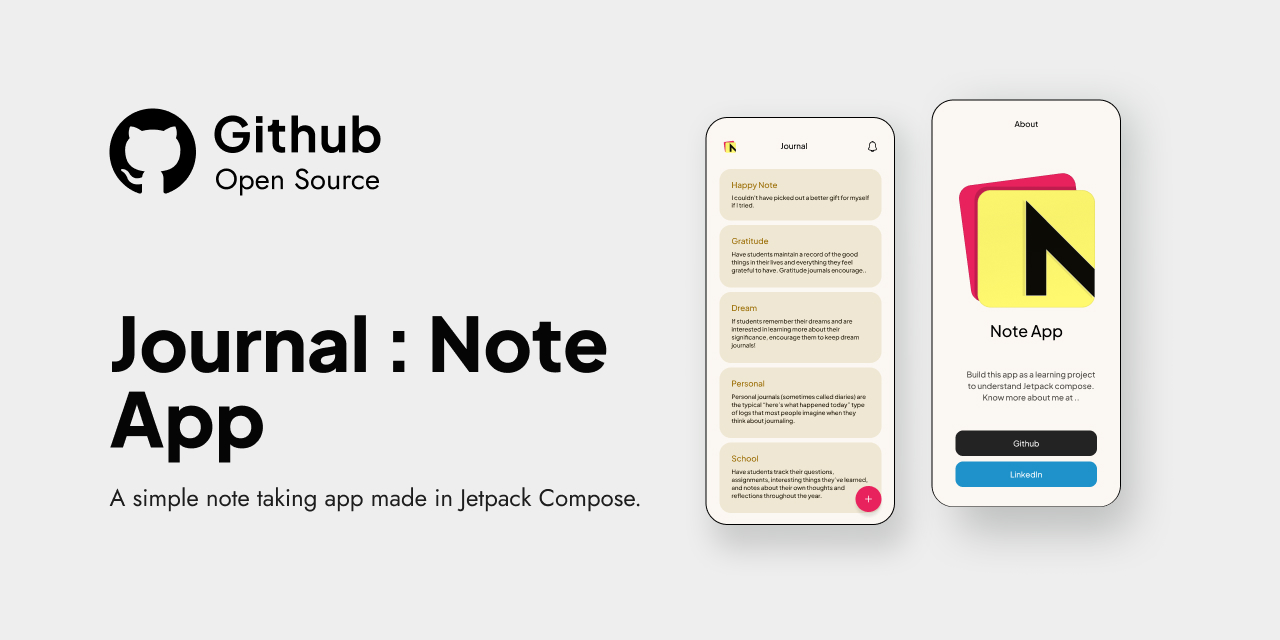 Github
Open Source
Journal : Note
App
A simple note taking app made in Jetpack Compose.
Journal
Happy Note
I couldn't have picked out a better gift for myself
if I tried.
Gratitude
Have students maintain a record of the good
things in their lives and everything they feel
grateful to have. Gratitude journals encourage..
Dream
If students remember their dreams and are
interested in learning more about their
significance, encourage them to keep dream
journals!
Personal
Personal journals (sometimes called diaries) are
the typical "here's what happened today" type
of logs that most people imagine when they
think about journaling.
School
Have students track their questions,
assignments, interesting things they've learned,
and notes about their own thoughts and
reflections throughout the year.
+
About
N
Note App
Build this app as a learning project
to understand Jetpack compose.
Know more about me at ..
Github
LinkedIn